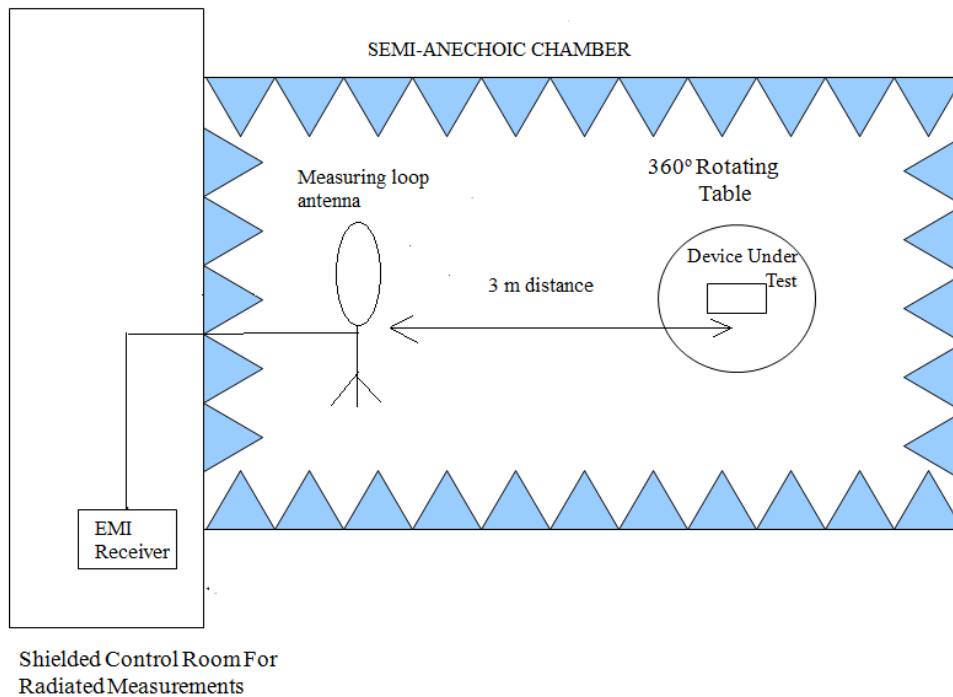 SEMI-ANECHOIC CHAMBER
Measuring loop
antenna
360º Rotating
Table
Device Under
Test
3 m distance
EMI
Receiver
Shielded Control Room For
Radiated Measurements